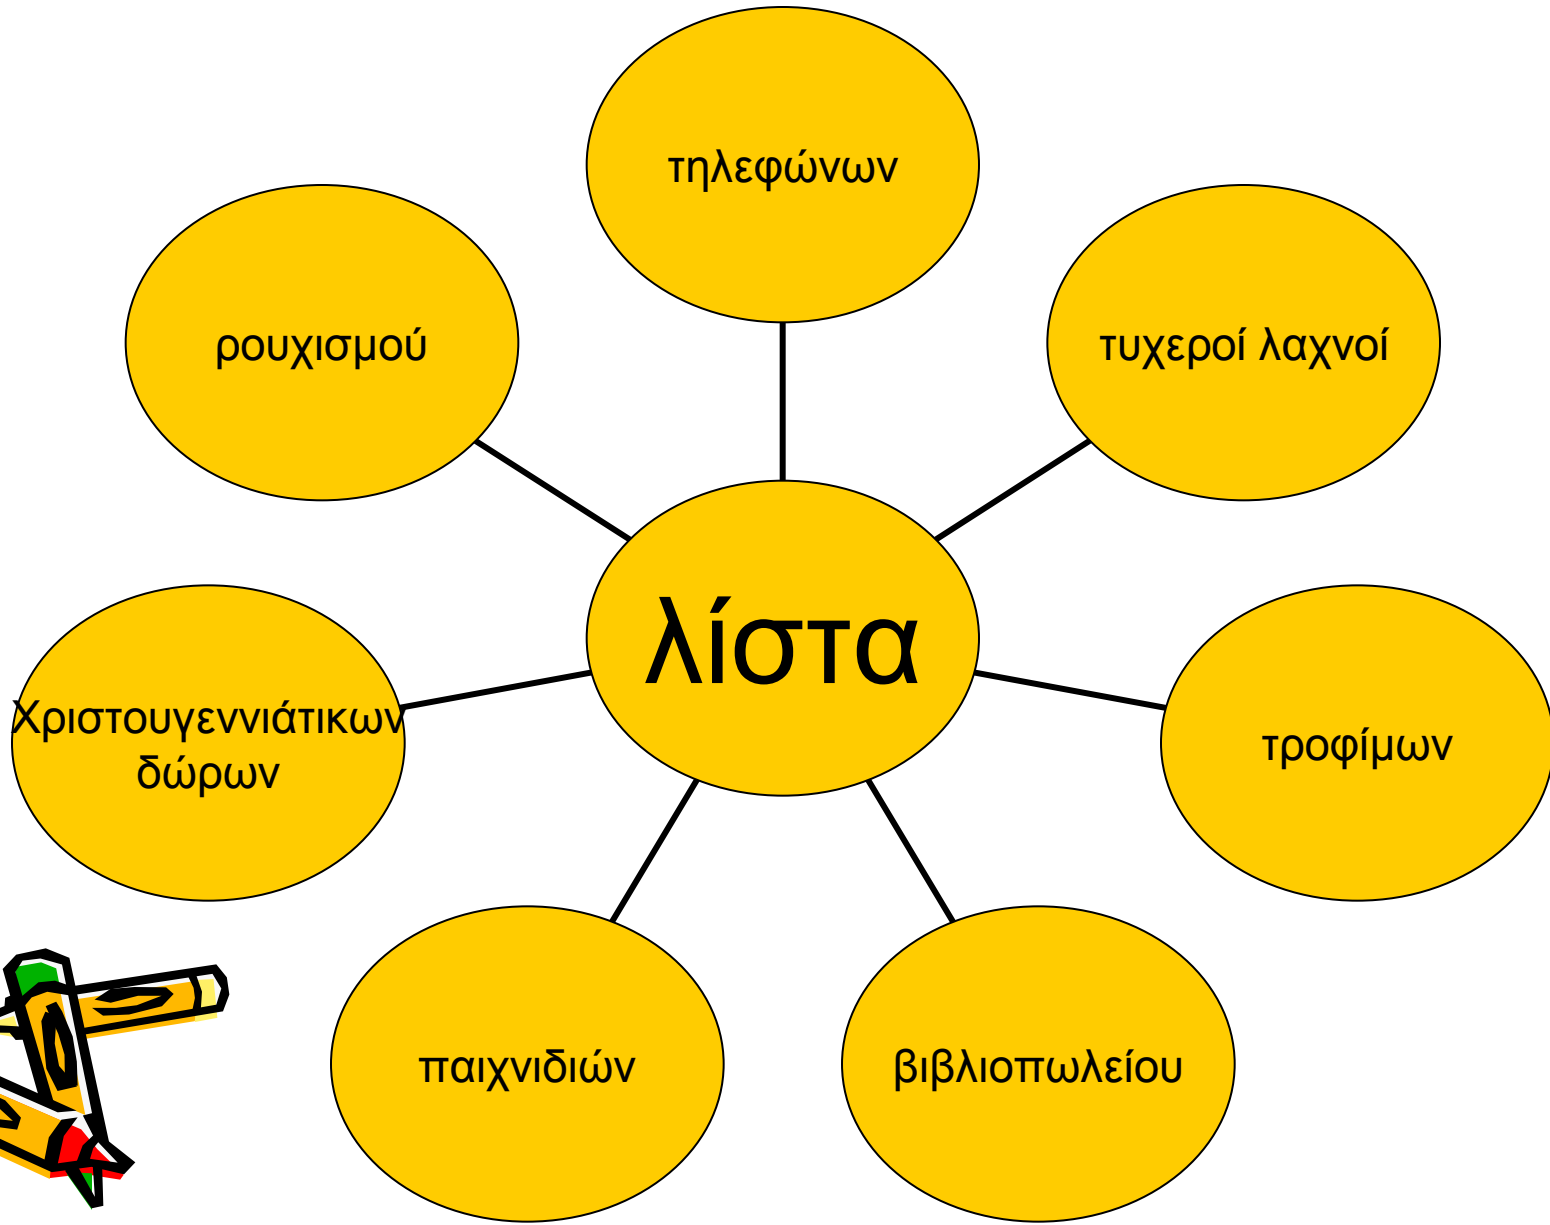 τηλεφώνων
ρουχισμού
τυχεροί λαχνοί
λίστα
Χριστουγεννιάτικων
δώρων
τροφίμων
παιχνιδιών
βιβλιοπωλείου